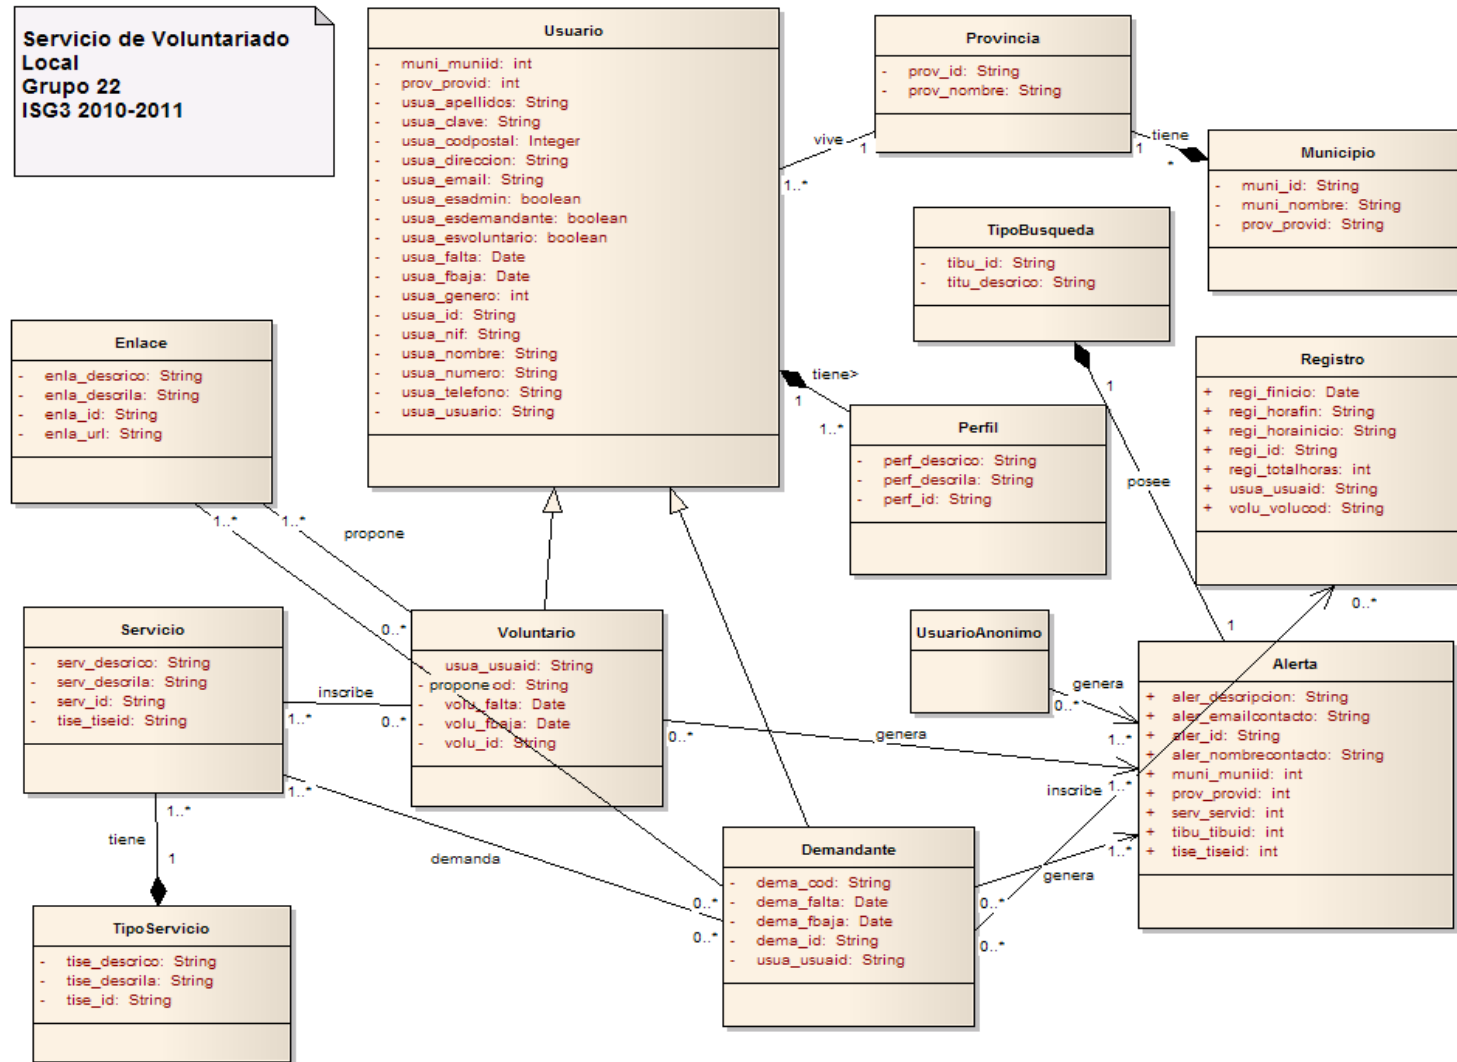 Servicio de Voluntariado
Local
Grupo 22
ISG3 2010-2011
Usuario
- muni_muniid: int
- prov_provid: int
- usua_apellidos: String
- usua_clave: String
- usua_codpostal: Integer
- usua_direccion: String
- usua_email: String
- usua_esadmin: boolean
- usua_esdemandante: boolean
- usua_esvoluntario: boolean
- usua_falta: Date
- usua_fbaja: Date
- usua_genero: int
- usua_id: String
- usua_nif: String
- usua_nombre: String
- usua_numero: String
- usua_telefono: String
- usua_usuario: String
Provincia
- prov_id: String
- prov_nombre: String
vive
1
1..*
tiene
1
*
Municipio
- muni_id: String
- muni_nombre: String
- prov_provid: String
TipoBusqueda
- tibu_id: String
- titu_descrico: String
1
posee
1
Registro
+ regi_finicio: Date
+ regi_horafin: String
+ regi_horainicio: String
+ regi_id: String
+ regi_totalhoras: int
+ usua_usuaid: String
+ volu_volucod: String
0..*
tiene>
1
1..*
Perfil
- perf_descrico: String
- perf_descrila: String
- perf_id: String
Enlace
- enla_descrico: String
- enla_descrila: String
- enla_id: String
- enla_url: String
1..*
1..*
propone
0..*
Servicio
- serv_descrico: String
- serv_descrila: String
- serv_id: String
- tise_tiseid: String
inscribe
1..*
0..*
Voluntario
usua_usuaid: String
- propone od: String
- volu_falta: Date
- volu_fbaja: Date
- volu_id: String
0..*
genera
1..*
UsuarioAnonimo
genera
0..*
1..*
Alerta
+ aler_descripcion: String
+ aler_emailcontacto: String
+ aler_id: String
+ aler_nombrecontacto: String
+ muni_muniid: int
+ prov_provid: int
+ serv_servid: int
+ tibu_tibuid: int
+ tise_tiseid: int
inscribe
1..*
genera
1..*
demanda
0..*
0..*
Demandante
- dema_cod: String
- dema_falta: Date
- dema_fbaja: Date
- dema_id: String
- usua_usuaid: String
0..*
0..*
1..*
tiene
1
TipoServicio
- tise_descrico: String
- tise_descrila: String
- tise_id: String